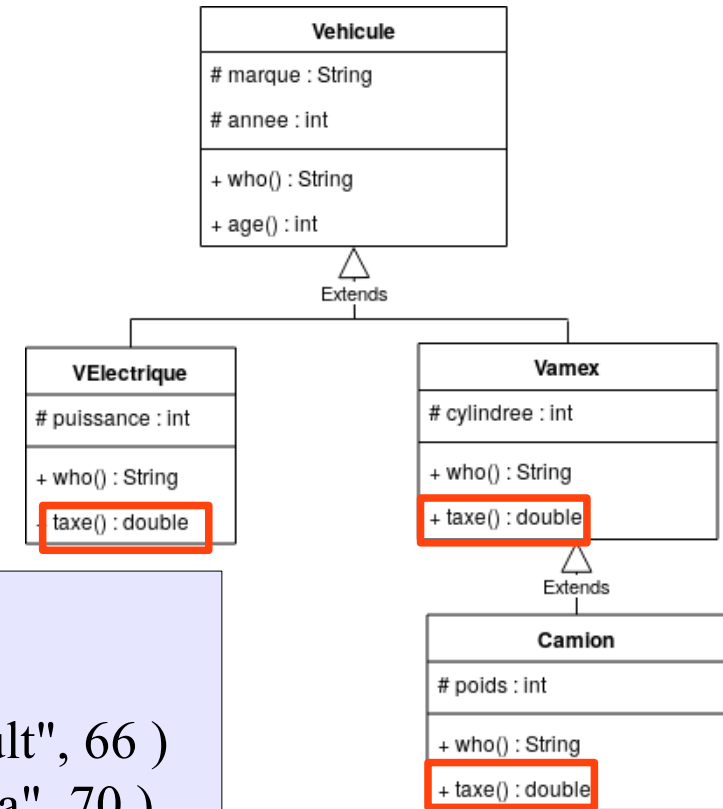 Vehicule
# marque : String
# annee : int
+ who() : String
+ age() : int
Extends
VElectrique
# puissance : int
+ who() : String
+ taxe() : double
Vamex
# cylindree : int
+ who() : String
+ taxe() : double
Extends
Camion
# poids : int
+ who() : String
+ taxe() : double
", 66 )
", 70 )